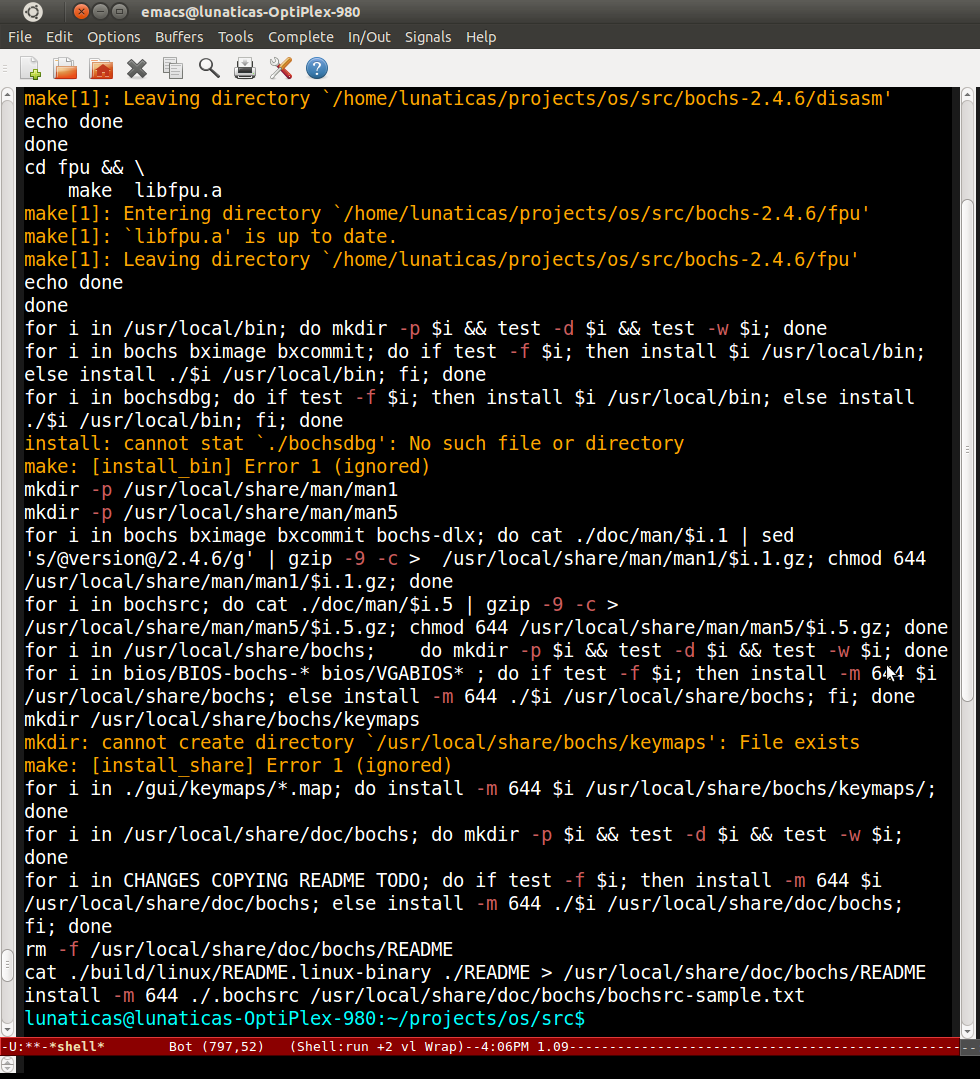 emacs@lunaticas-OptiPlex-980
File Edit Options Buffers Tools Complete In/Out Signals Help
make[1]: Leaving directory `/home/lunaticas/projects/os/src/bochs-2.4.6/disasm'
echo done
done
cd fpu && \
    make  libfpu.a
make[1]: Entering directory `/home/lunaticas/projects/os/src/bochs-2.4.6/fpu'
make[1]: `libfpu.a' is up to date.
make[1]: Leaving directory `/home/lunaticas/projects/os/src/bochs-2.4.6/fpu'
echo done
done
for i in /usr/local/bin; do mkdir -p $i && test -d $i && test -w $i; done
for i in bochs bximage bxcommit; do if test -f $i; then install $i /usr/local/bin;
else install ./$i /usr/local/bin; fi; done
for i in bochsdbg; do if test -f $i; then install $i /usr/local/bin; else install
./$i /usr/local/bin; fi; done
install: cannot stat `./bochsdbg': No such file or directory
make: [install_bin] Error 1 (ignored)
mkdir -p /usr/local/share/man/man1
mkdir -p /usr/local/share/man/man5
for i in bochs bximage bxcommit bochs-dlx; do cat ./doc/man/$i.1 | sed
's/@version@/2.4.6/g' | gzip -9 -c >  /usr/local/share/man/man1/$i.1.gz; chmod 644
/usr/local/share/man/man1/$i.1.gz; done
for i in bochsrc; do cat ./doc/man/$i.5 | gzip -9 -c >
/usr/local/share/man/man5/$i.5.gz; chmod 644 /usr/local/share/man/man5/$i.5.gz; done
for i in /usr/local/share/bochs;    do mkdir -p $i && test -d $i && test -w $i; done
for i in bios/BIOS-bochs-* bios/VGABIOS* ; do if test -f $i; then install -m 644 $i
/usr/local/share/bochs; else install -m 644 ./$i /usr/local/share/bochs; fi; done
mkdir /usr/local/share/bochs/keymaps
mkdir: cannot create directory `/usr/local/share/bochs/keymaps': File exists
make: [install_share] Error 1 (ignored)
for i in ./gui/keymaps/*.map; do install -m 644 $i /usr/local/share/bochs/keymaps/;
done
for i in /usr/local/share/doc/bochs; do mkdir -p $i && test -d $i && test -w $i;
done
for i in CHANGES COPYING README TODO; do if test -f $i; then install -m 644 $i
/usr/local/share/doc/bochs; else install -m 644 ./$i /usr/local/share/doc/bochs;
fi; done
rm -f /usr/local/share/doc/bochs/README
cat ./build/linux/README.linux-binary ./README > /usr/local/share/doc/bochs/README
install -m 644 ./.bochsrc /usr/local/share/doc/bochs/bochsrc-sample.txt
lunaticas@lunaticas-OptiPlex-980:~/projects/os/src$
-U:**-*shell*        Bot (797,52)   (Shell:run +2 vl Wrap)--4:06PM 1.09--------------------------------------------------